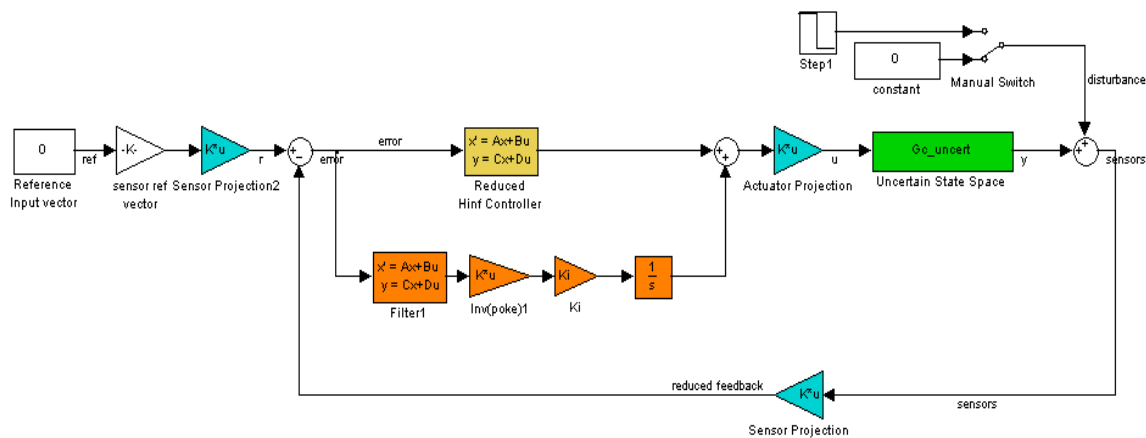 Step1
0
constant
Manual Switch
disturbance
0
ref
Reference
Input vector
-K-
sensor ref
vector
K*u
Sensor Projection2
r
+
−
error
error
x' = Ax+Bu
y = Cx+Du
Reduced
Hinf Controller
+
+
K*u
Actuator Projection
u
Gc_uncert
Uncertain State Space
y
+
+
sensors
x' = Ax+Bu
y = Cx+Du
Filter1
K*u
Inv(poke)1
Ki
Ki
1
s
reduced feedback
K*u
Sensor Projection
sensors